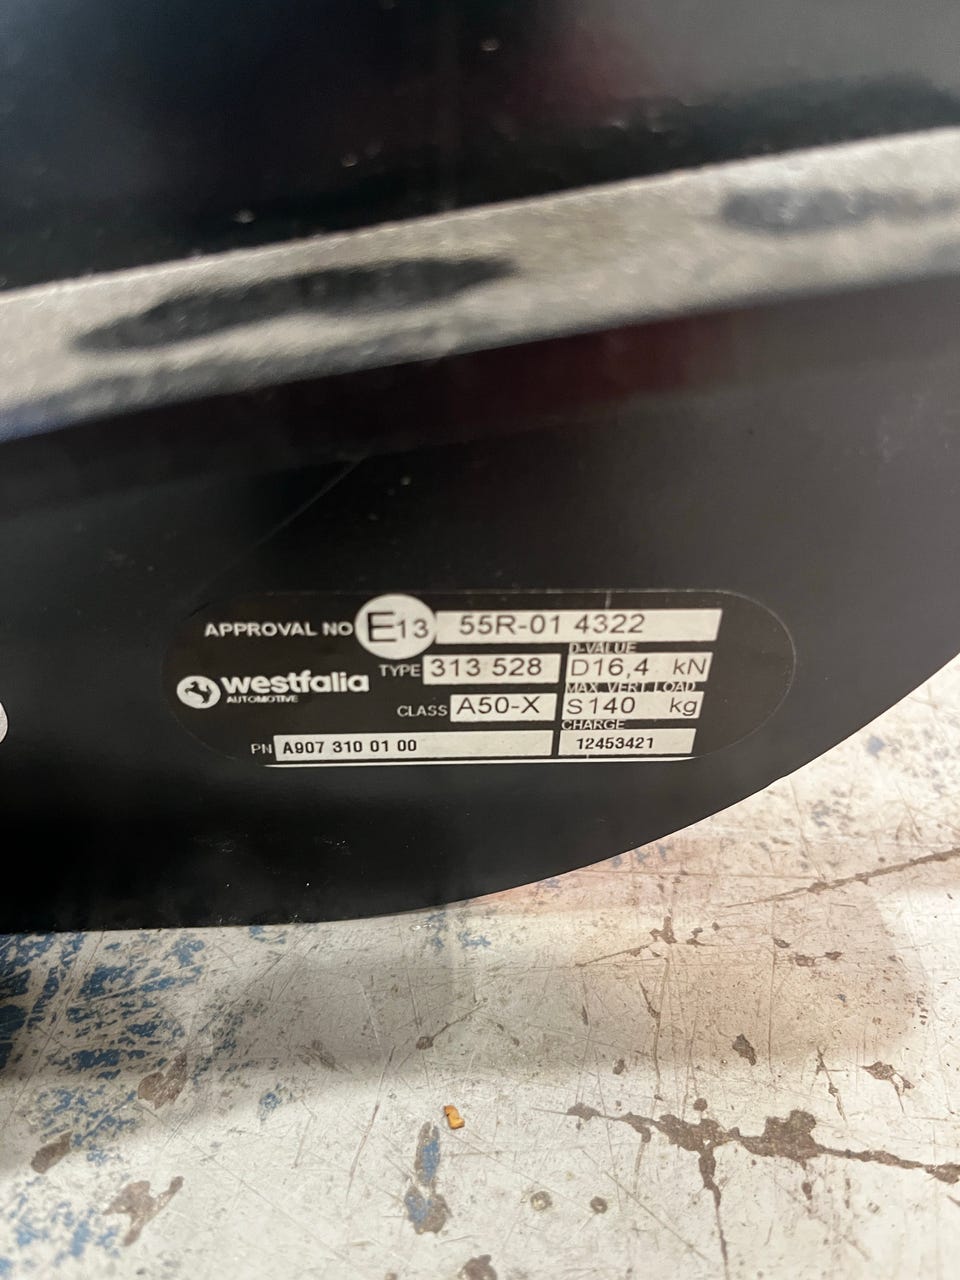 APPROVAL NO E13 55R-01 4322
D-VALUE
TYPE 313 528 D16,4 kN
westfalia
AUTOMOTIVE
MAX VERT LOAD
CLASS A50-X S140 kg
CHARGE
PN A907 310 01 00 12453421